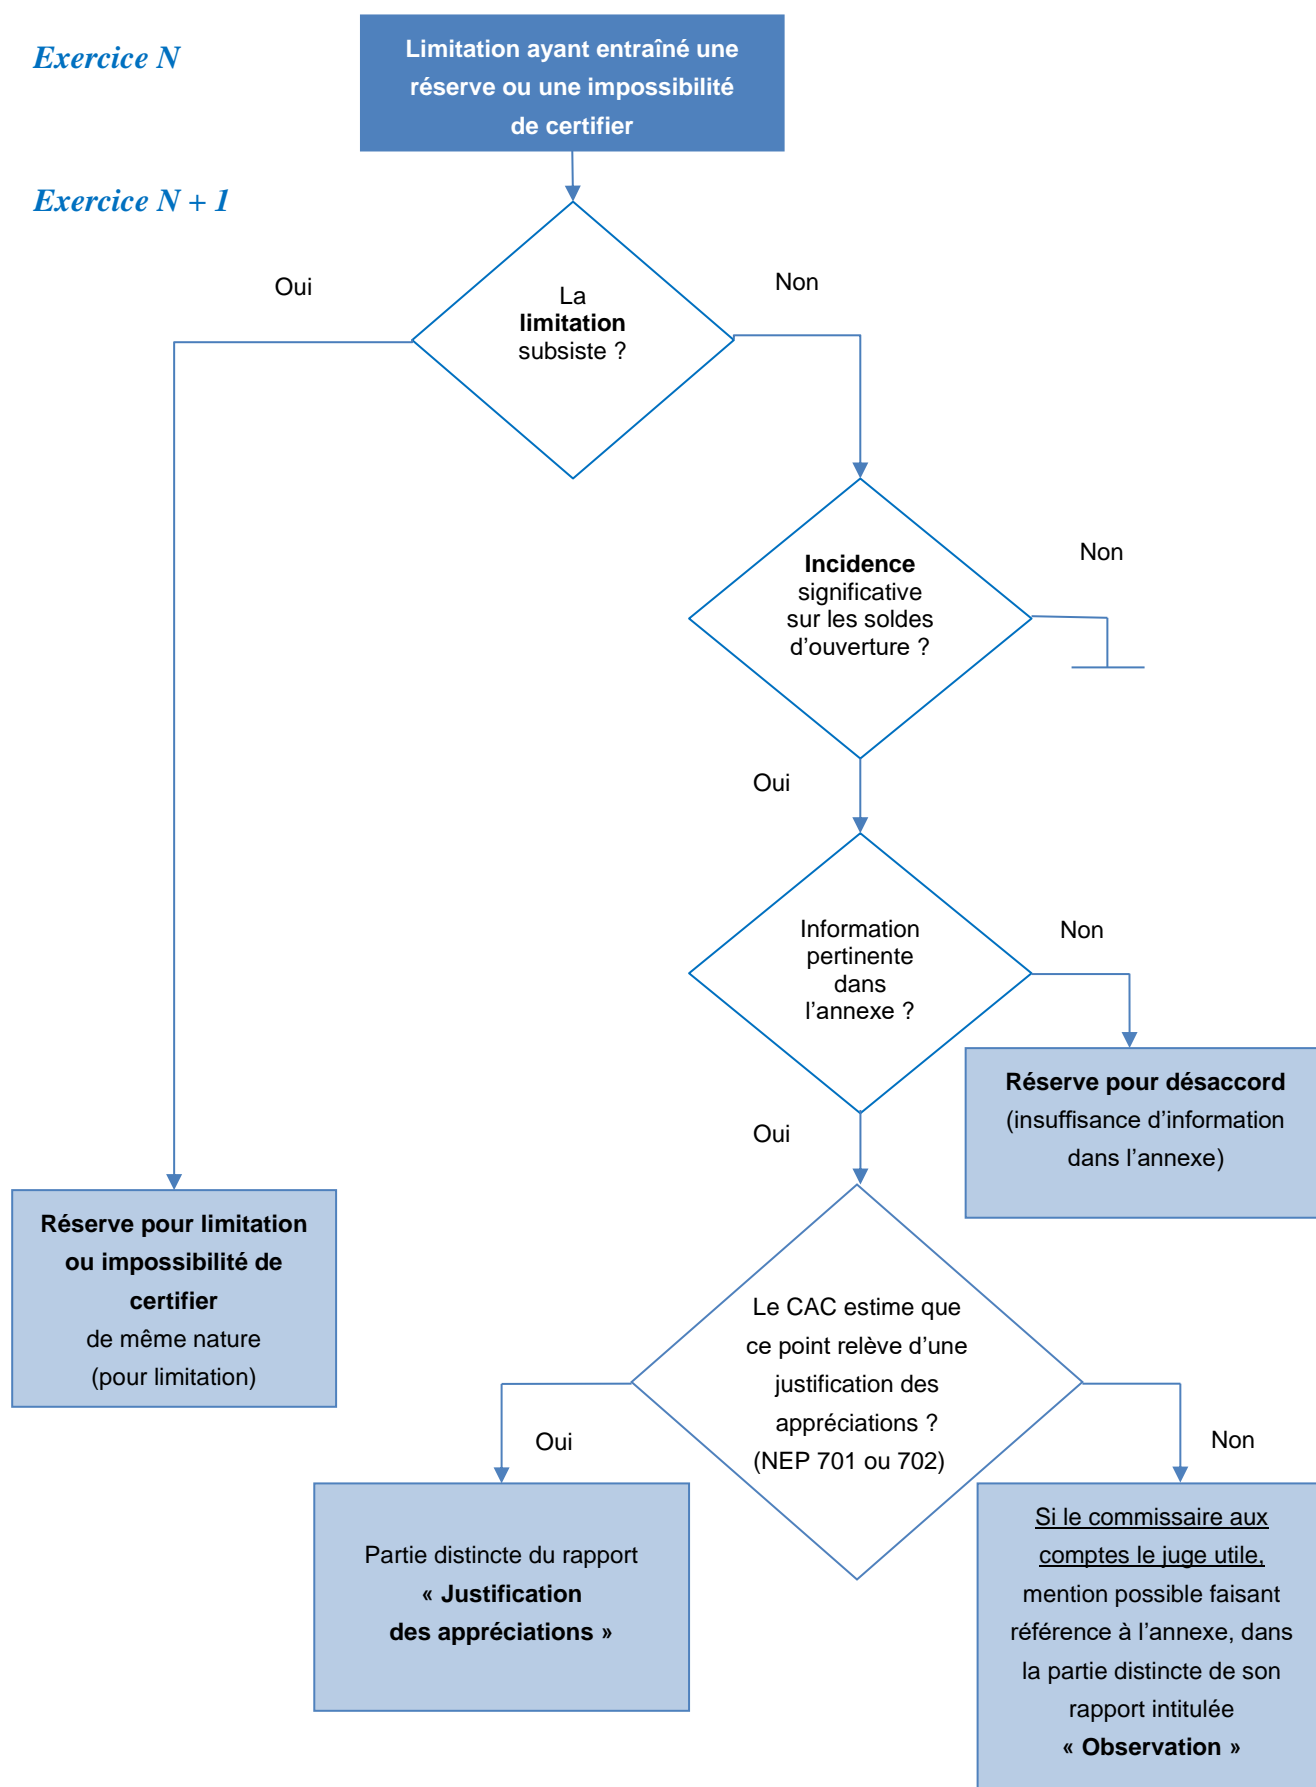 Exercice N
Limitation ayant entraîné une
réserve ou une impossibilité
de certifier
Exercice N + 1
Oui
Non
La
limitation
subsiste ?
Incidence
significative
sur les soldes
d’ouverture ?
Non
Oui
Information
pertinente
dans
l’annexe ?
Non
Réserve pour désaccord
(insuffisance d’information
dans l’annexe)
Oui
Réserve pour limitation
ou impossibilité de
certifier
de même nature
(pour limitation)
Le CAC estime que
ce point relève d’une
justification des
appréciations ?
(NEP 701 ou 702)
Oui
Non
Partie distincte du rapport
« Justification
des appréciations »
Si le commissaire aux
comptes le juge utile,
mention possible faisant
référence à l’annexe, dans
la partie distincte de son
rapport intitulée
« Observation »